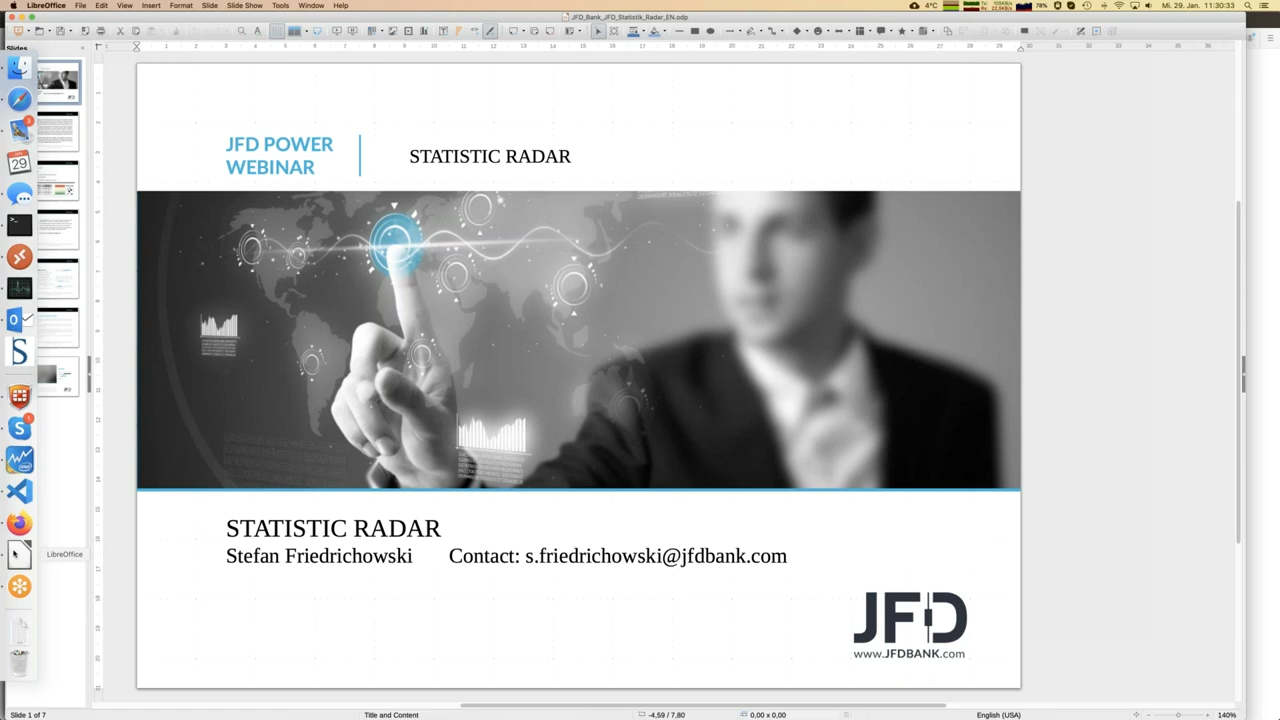 LibreOffice File Edit View Insert Format Slide Slide Show Tools Window Help
4°C
78%
Mi. 29. Jan. 11:30:33
JFD_Bank_JFD_Statistik_Radar_EN.odp
Slides
JFD POWER
WEBINAR
STATISTIC RADAR
STATISTIC RADAR
Stefan Friedrichowski Contact: s.friedrichowski@jfdbank.com
LibreOffice
JFD
www.JFDBANK.com
Slide 1 of 7
Title and Content
-4,59 / 7,80
0,00 x 0,00
English (USA)
140%